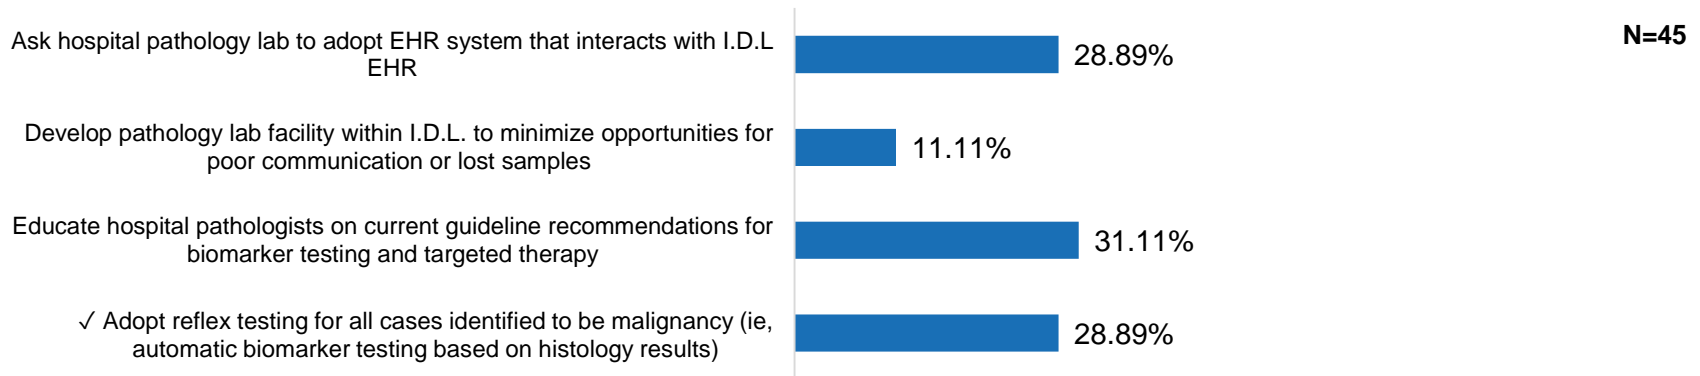 Ask hospital pathology lab to adopt EHR system that interacts with I.D.L
EHR
28.89%
N=45
Develop pathology lab facility within I.D.L. to minimize opportunities for
poor communication or lost samples
11.11%
Educate hospital pathologists on current guideline recommendations for
biomarker testing and targeted therapy
31.11%
✓ Adopt reflex testing for all cases identified to be malignancy (ie,
automatic biomarker testing based on histology results)
28.89%